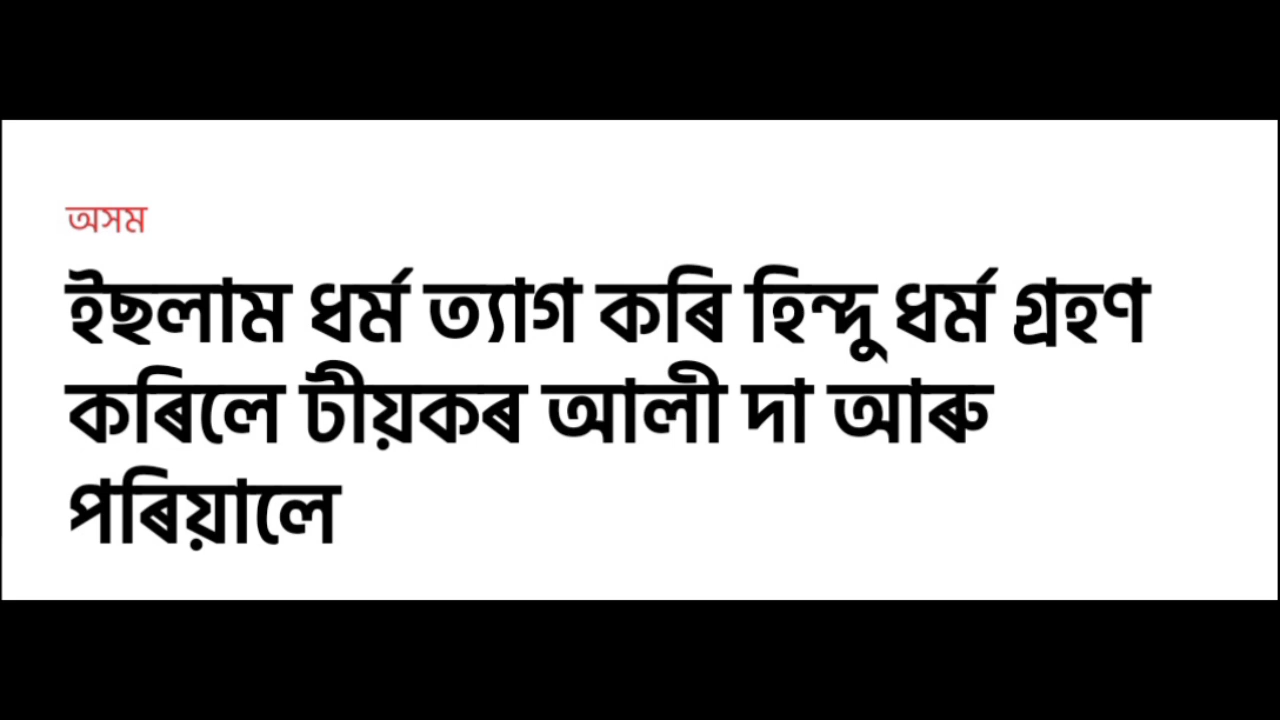 অসম
ইছলাম ধৰ্ম ত্যাগ কৰি হিন্দু ধৰ্ম গ্ৰহণ
কৰিলে টীয়কৰ আলী দা আৰু
পৰিয়ালে